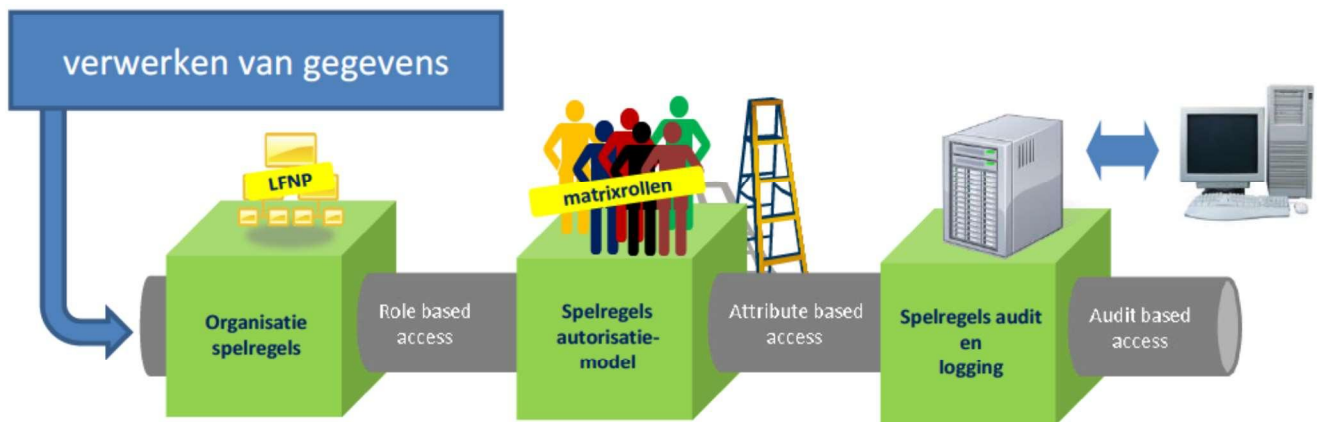 verwerken van gegevens
LFNP
matrixrollen
Organisatie
spelregels
Role based
access
Spelregels
autorisatie-
model
Attribute based
access
Spelregels audit
en
logging
Audit based
access